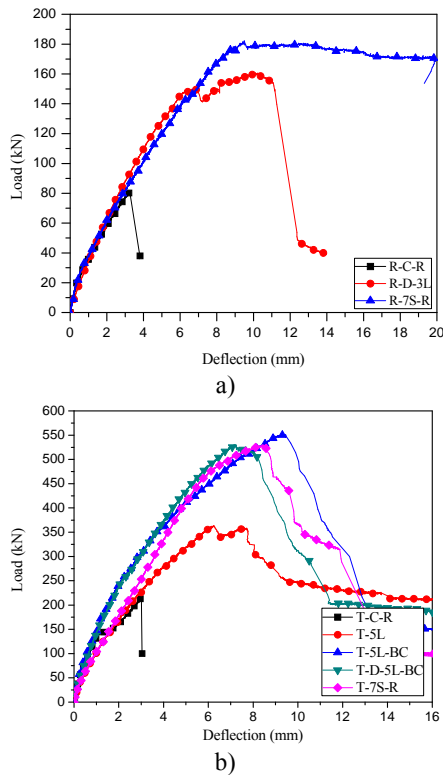 200
180
160
140
120
100
80
60
40
20
0
Load (kN)
R-C-R
R-D-3L
R-7S-R
0 2 4 6 8 10 12 14 16 18 20
Deflection (mm)
a)
600
550
500
450
400
350
300
250
200
150
100
50
0
Load (kN)
T-C-R
T-5L
T-5L-BC
T-D-5L-BC
T-7S-R
0 2 4 6 8 10 12 14 16
Deflection (mm)
b)